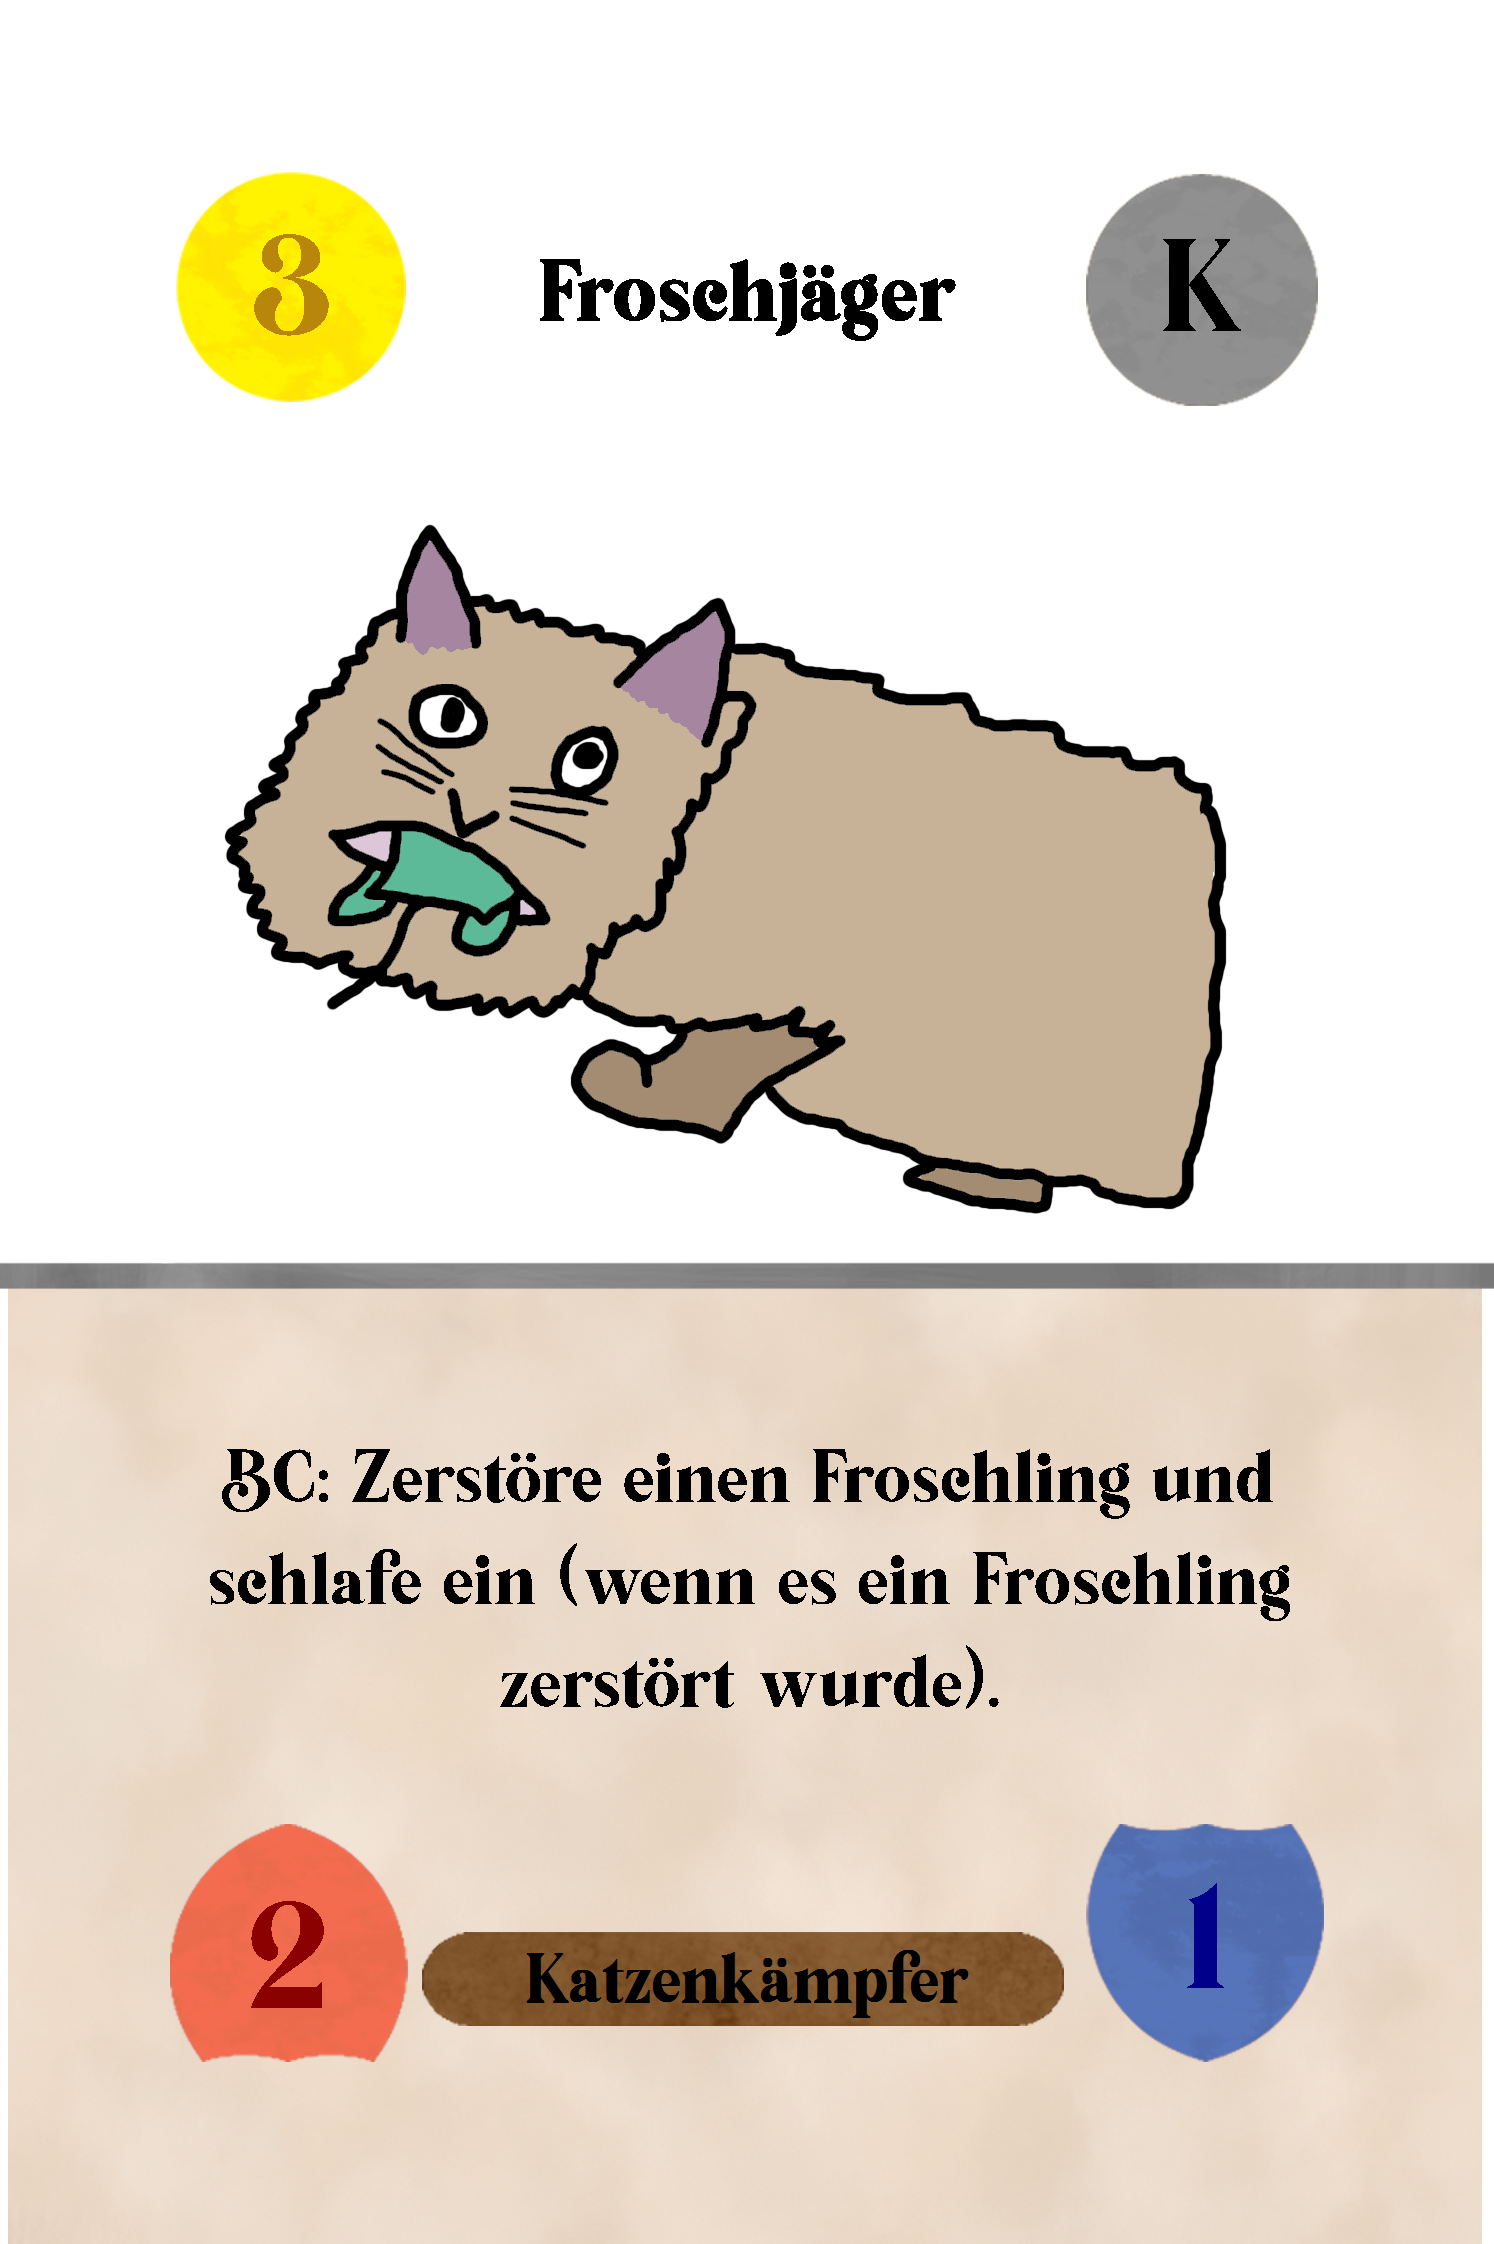 3
Froschjäger
K
BC: Zerstöre einen Froschling und
schlafe ein (wenn es ein Froschling
zerstört wurde).
2
Katzenkämpfer
1